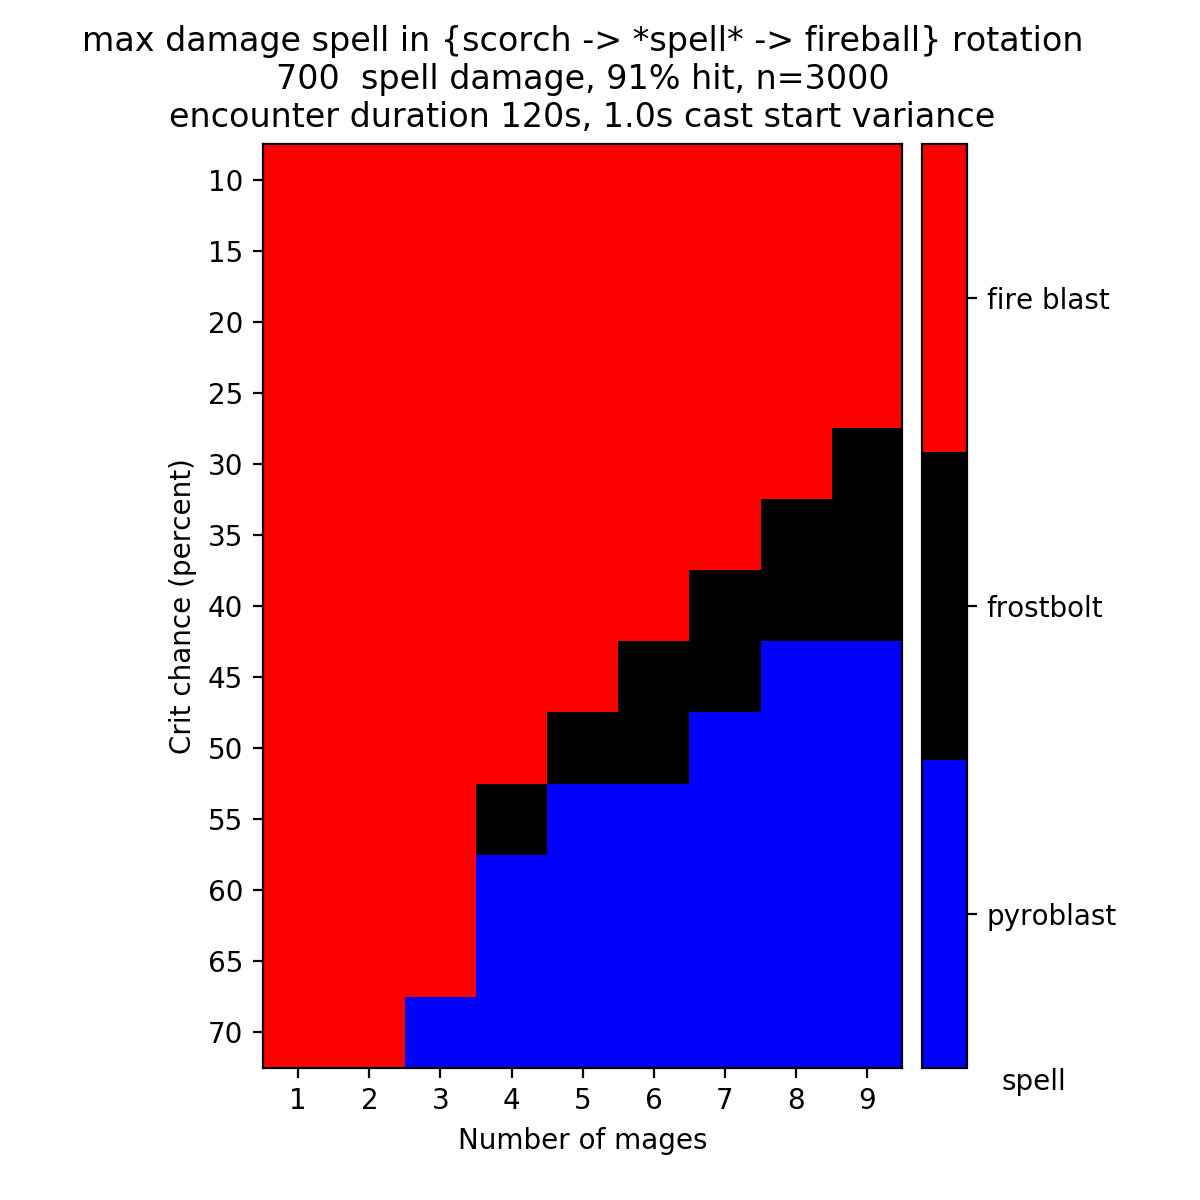 max damage spell in {scorch -> *spell* -> fireball} rotation
700  spell damage, 91% hit, n=3000
encounter duration 120s, 1.0s cast start variance
Crit chance (percent)
10
15
20
25
30
35
40
45
50
55
60
65
70
1 2 3 4 5 6 7 8 9
Number of mages
fire blast
frostbolt
pyroblast
spell